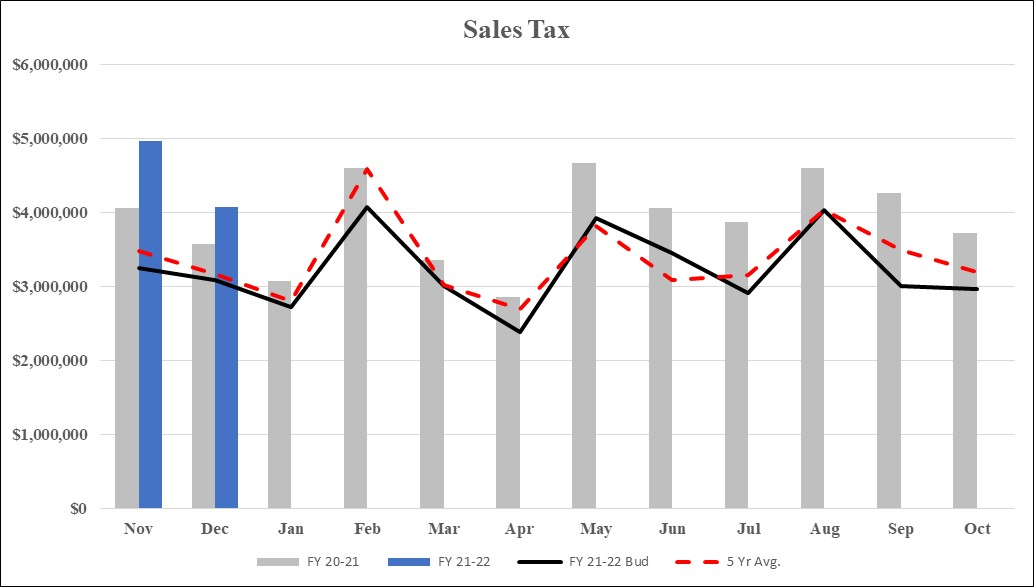 Sales Tax
$6,000,000
$5,000,000
$4,000,000
$3,000,000
$2,000,000
$1,000,000
$0
Nov Dec Jan Feb Mar Apr May Jun Jul Aug Sep Oct
FY 20-21 FY 21-22 FY 21-22 Bud 5 Yr Avg.